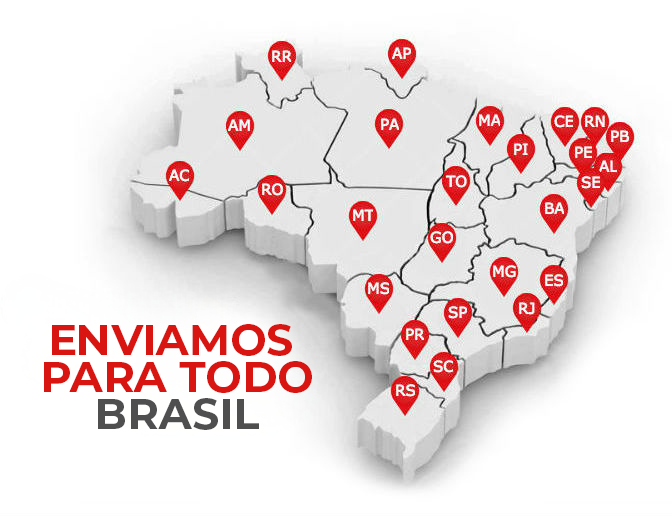 RR
AP
AM
PA
MA
CE
RN
PB
PI
PE
AL
AC
RO
TO
SE
MT
GO
BA
MS
MG
ES
SP
RJ
PR
SC
RS
ENVIAMOS
PARA TODO
BRASIL